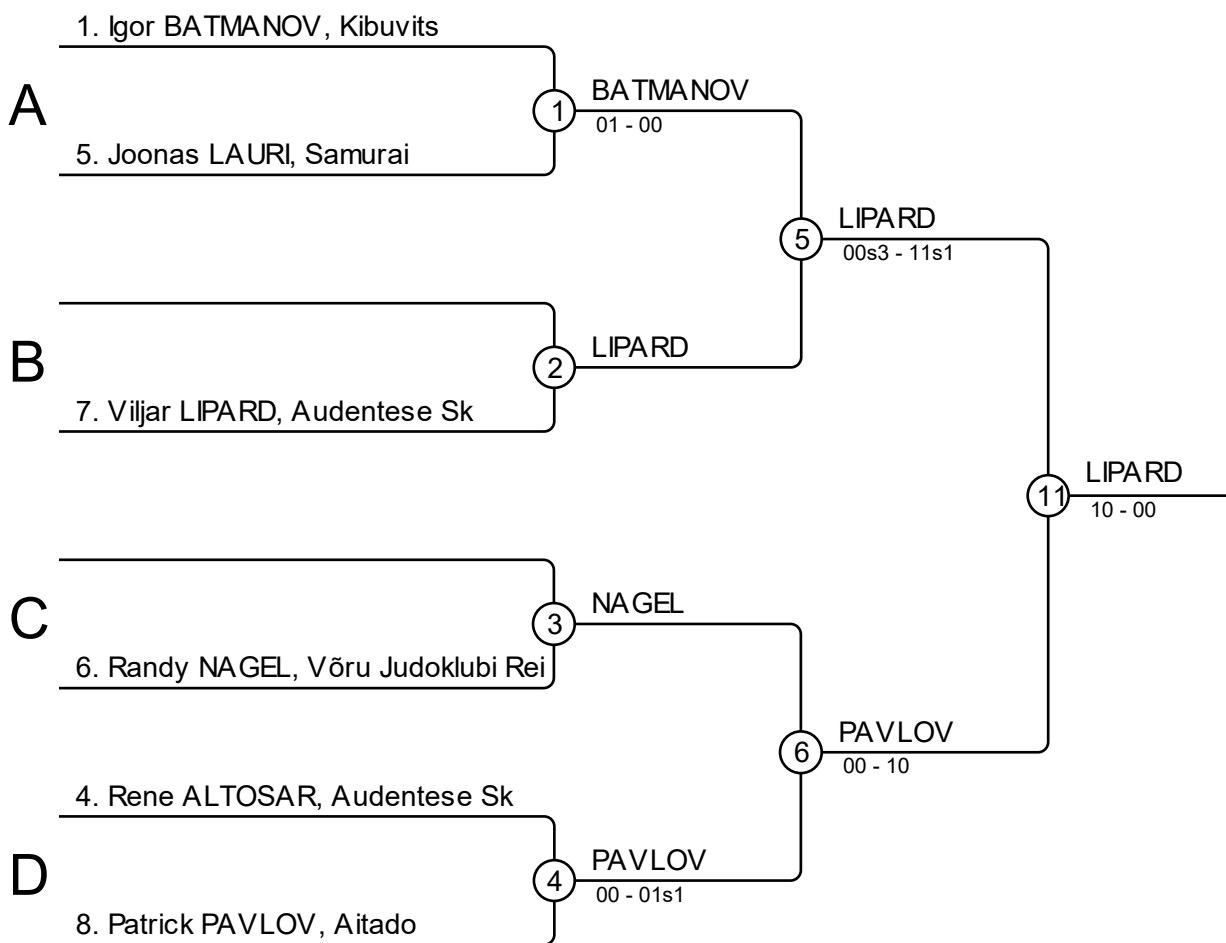 1. Igor BATMANOV, Kibuvits
A
1
BATMANOV
01 - 00
5. Joonas LAURI, Samurai
5
LIPARD
00s3 - 11s1
B
2
LIPARD
7. Viljar LIPARD, Audentese Sk
11
LIPARD
10 - 00
C
3
NAGEL
6. Randy NAGEL, Võru Judoklubi Rei
6
PAVLOV
00 - 10
4. Rene ALTOSAR, Audentese Sk
D
4
PAVLOV
00 - 01s1
8. Patrick PAVLOV, Aitado